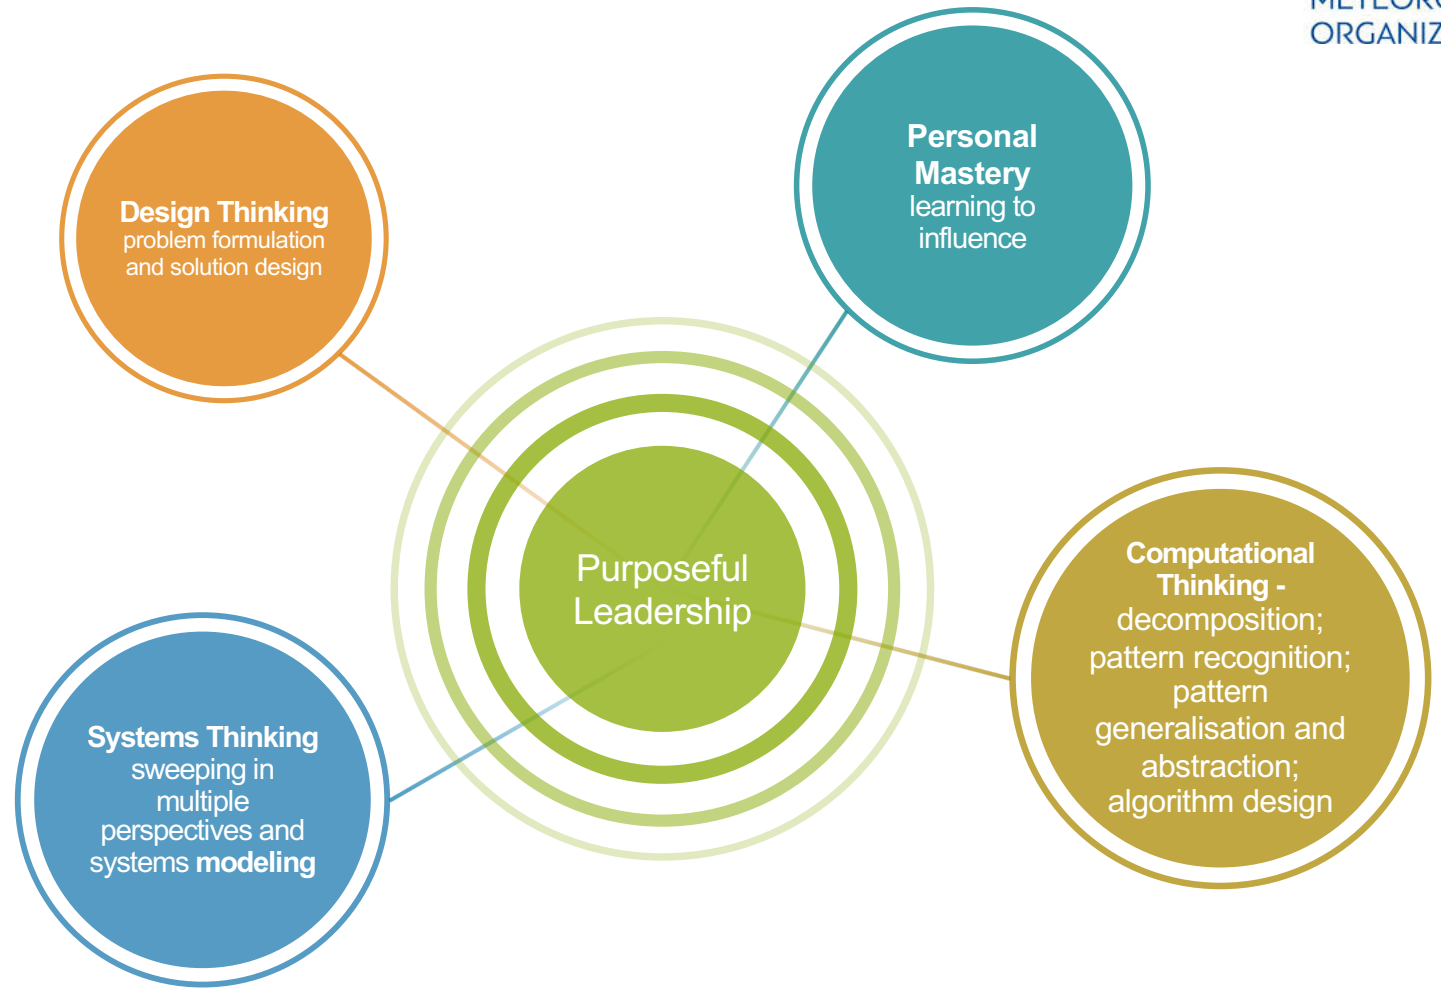 ORGANIZ
Personal
Mastery
learning to
influence
Design Thinking
problem formulation
and solution design
Purposeful
Leadership
Computational
Thinking -
decomposition;
pattern recognition;
pattern
generalisation and
abstraction;
algorithm design
Systems Thinking
sweeping in
multiple
perspectives and
systems modeling